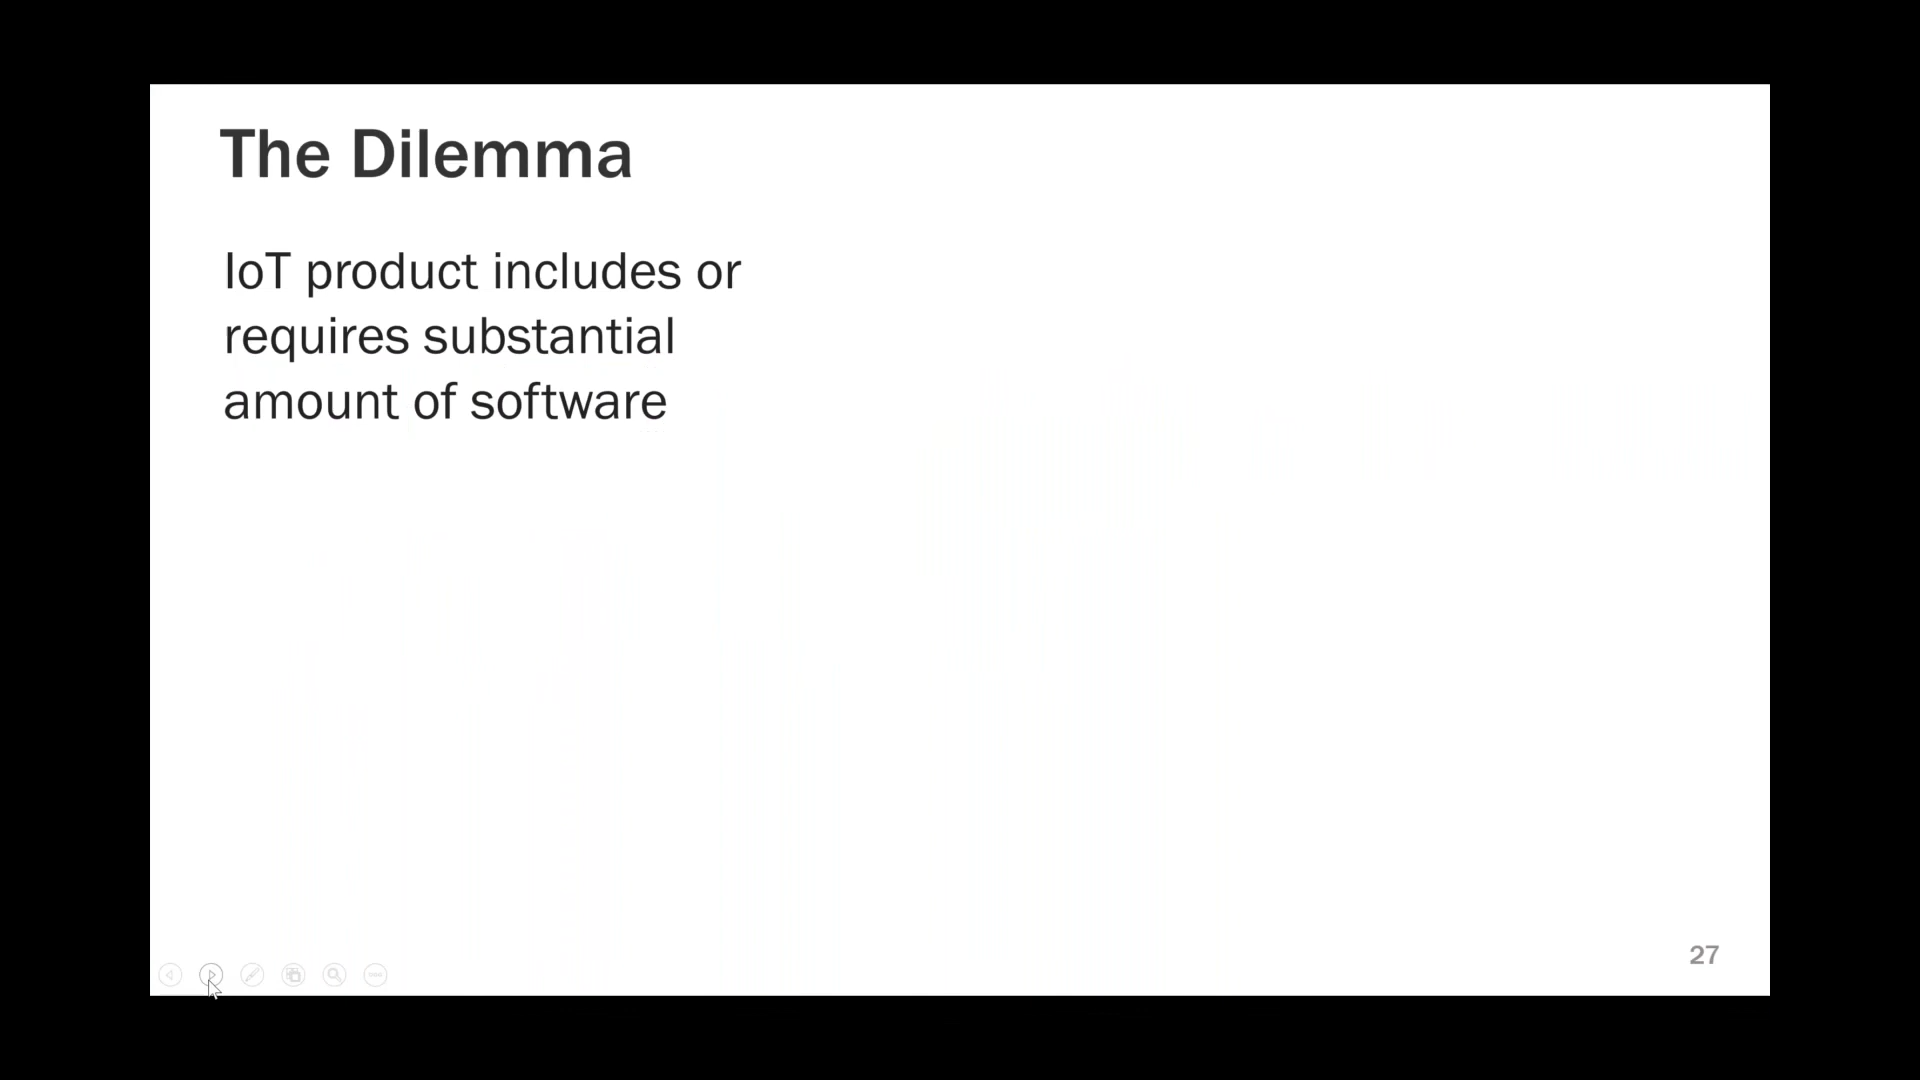 The Dilemma
IoT product includes or
requires substantial
amount of software
27